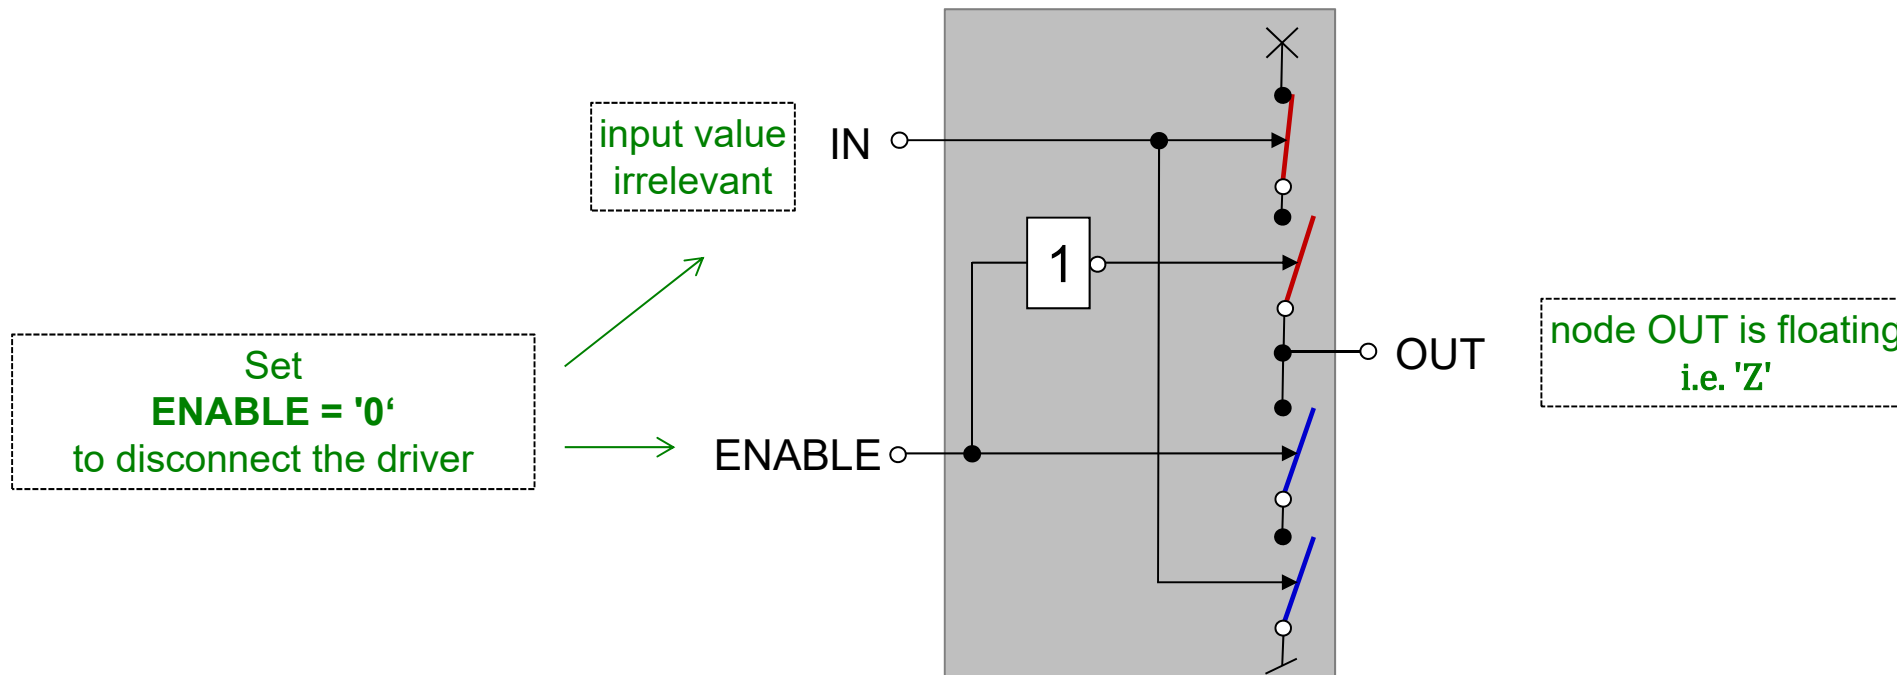 input value
irrelevant
IN
1
Set
ENABLE = '0‘
to disconnect the driver
ENABLE
OUT
node OUT is floating
i.e. 'Z'